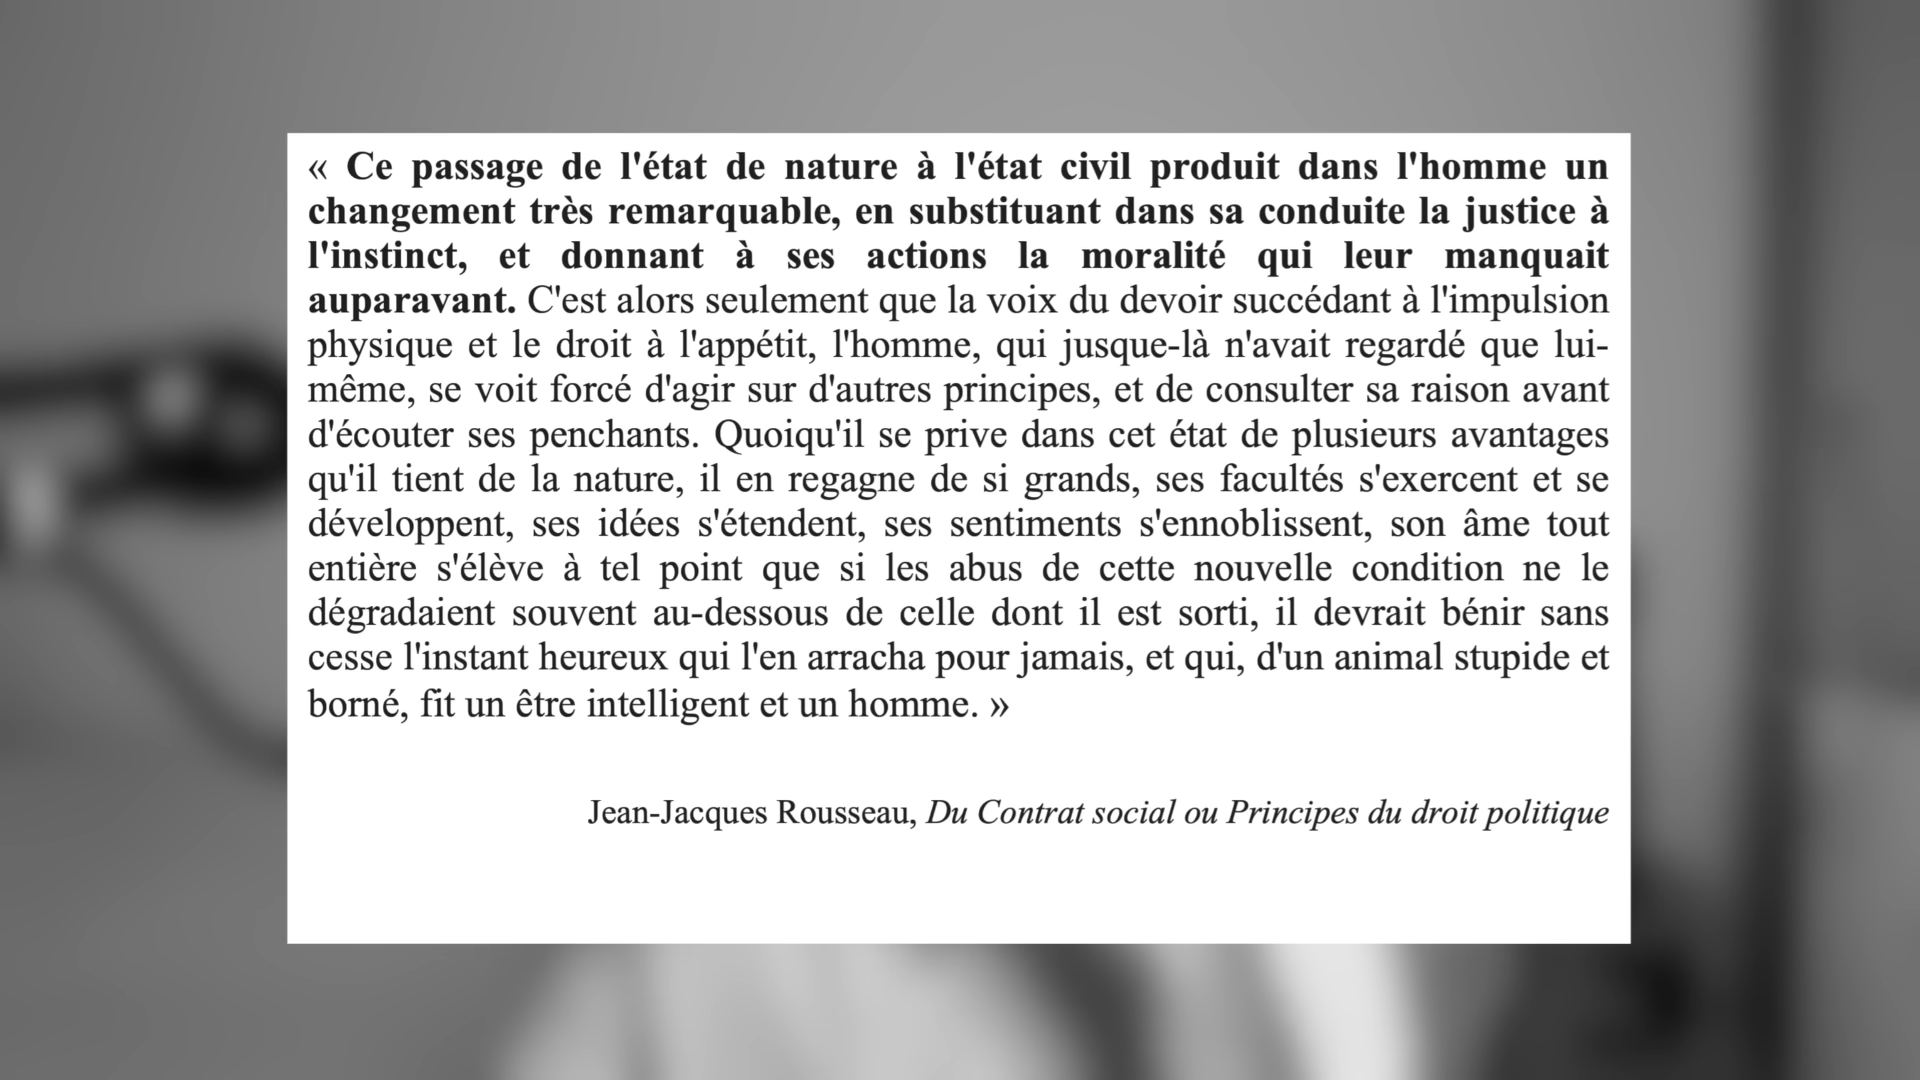 « Ce passage de l'état de nature à l'état civil produit dans l'homme un
changement très remarquable, en substituant dans sa conduite la justice à
l'instinct, et donnant à ses actions la moralité qui leur manquait
auparavant. C'est alors seulement que la voix du devoir succédant à l'impulsion
physique et le droit à l'appétit, l'homme, qui jusque-là n'avait regardé que lui-
même, se voit forcé d'agir sur d'autres principes, et de consulter sa raison avant
d'écouter ses penchants. Quoiqu'il se prive dans cet état de plusieurs avantages
qu'il tient de la nature, il en regagne de si grands, ses facultés s'exercent et se
développent, ses idées s'étendent, ses sentiments s'ennoblissent, son âme tout
entière s'élève à tel point que si les abus de cette nouvelle condition ne le
dégradaient souvent au-dessous de celle dont il est sorti, il devrait bénir sans
cesse l'instant heureux qui l'en arracha pour jamais, et qui, d'un animal stupide et
borné, fit un être intelligent et un homme. »
Jean-Jacques Rousseau, Du Contrat social ou Principes du droit politique